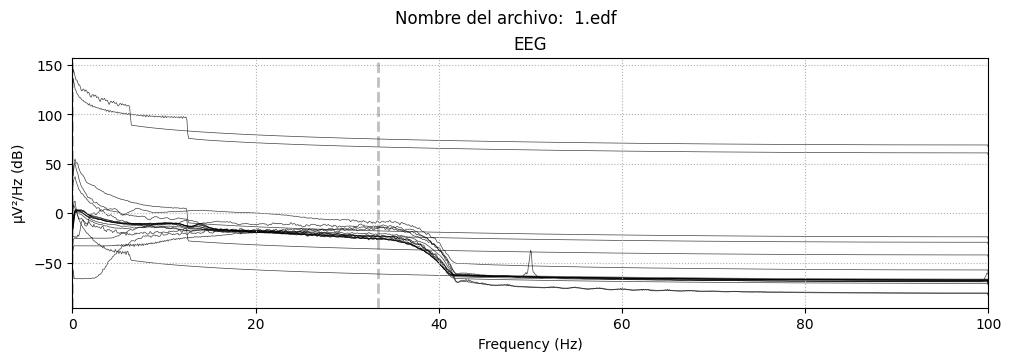 Nombre del archivo:  1.edf
EEG
150
100
50
0
−50
µV²/Hz (dB)
0 20 40 60 80 100
Frequency (Hz)